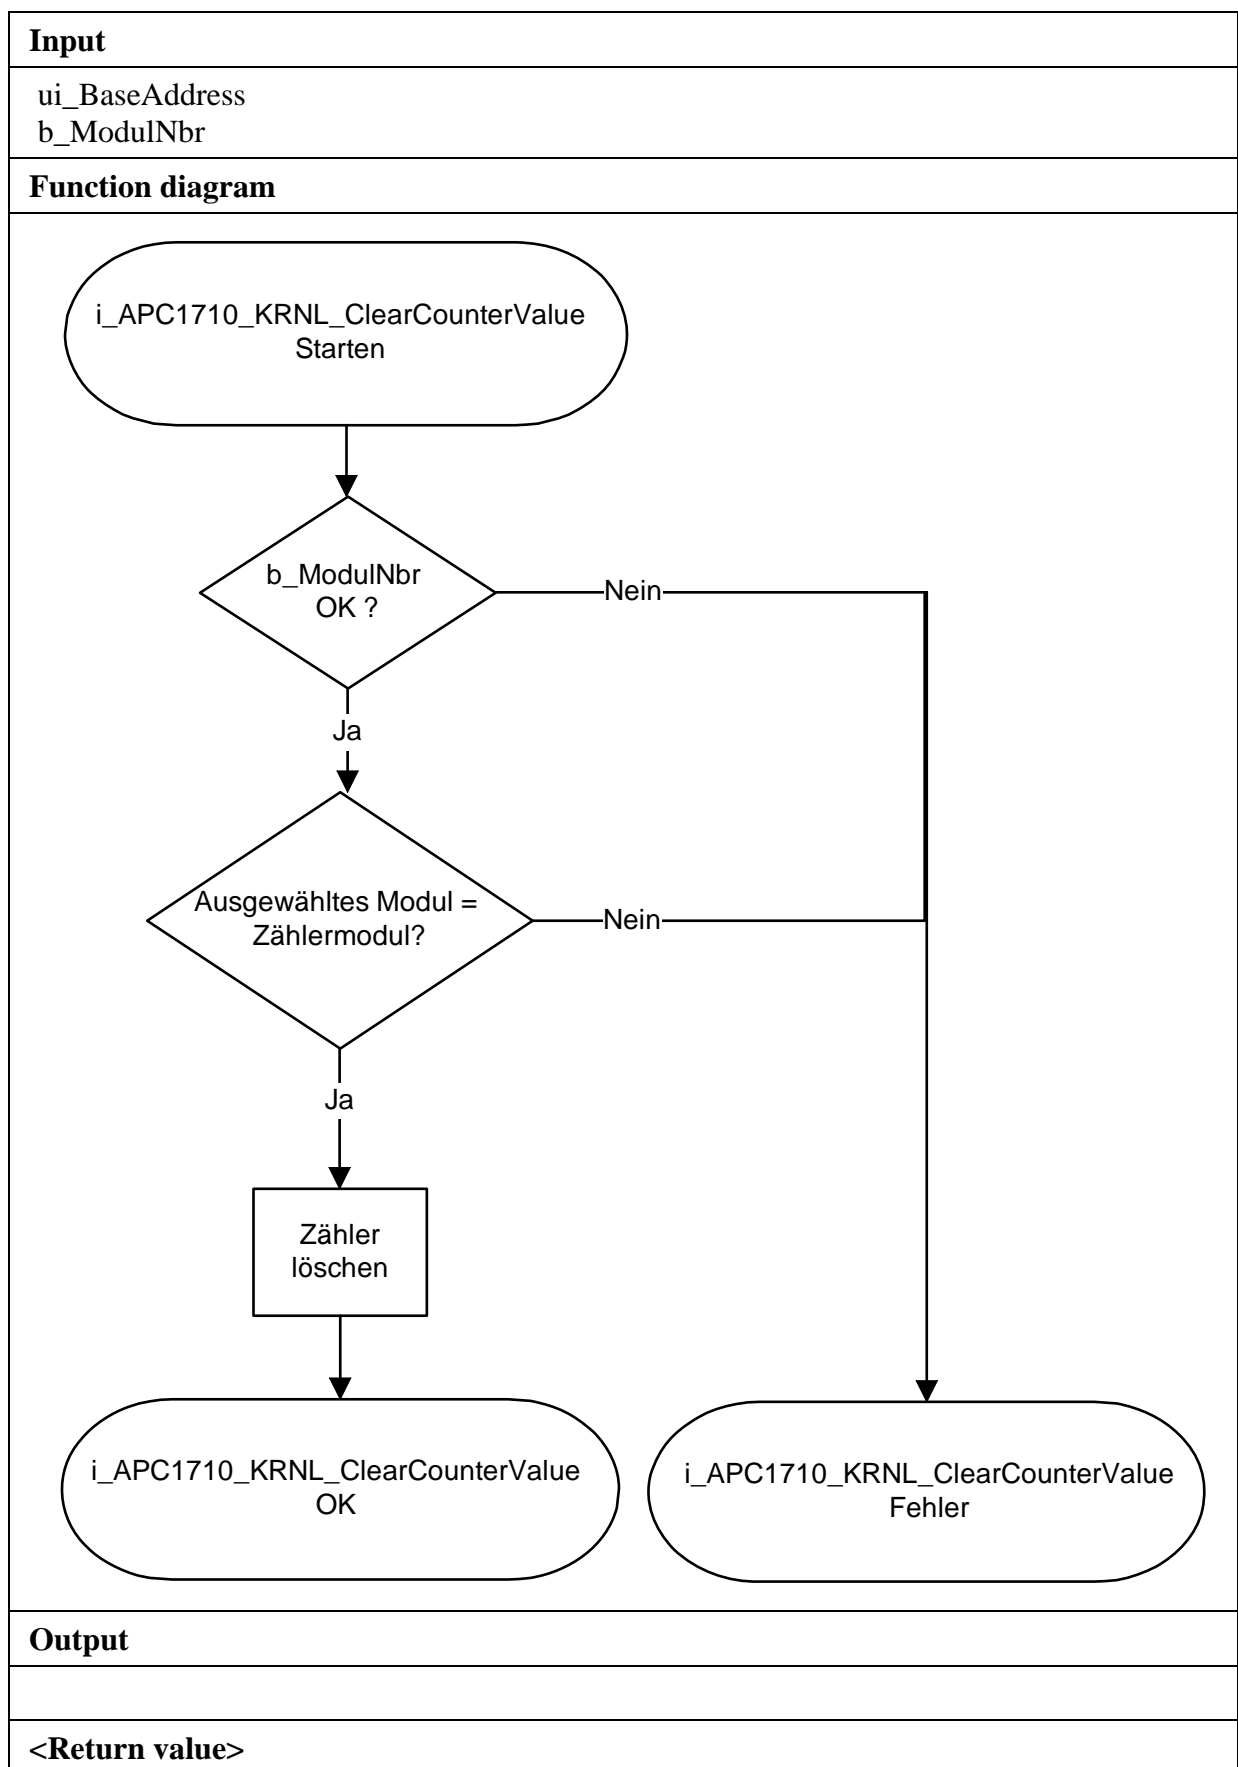 Input
ui_BaseAddress
b_ModulNbr
Function diagram
i_APC1710_KRNL_ClearCounterValue
Starten
b_ModulNbr
OK ?
Nein
Ja
Ausgewähltes Modul =
Zählermodul?
Nein
Ja
Zähler
löschen
i_APC1710_KRNL_ClearCounterValue
OK
i_APC1710_KRNL_ClearCounterValue
Fehler
Output
<Return value>